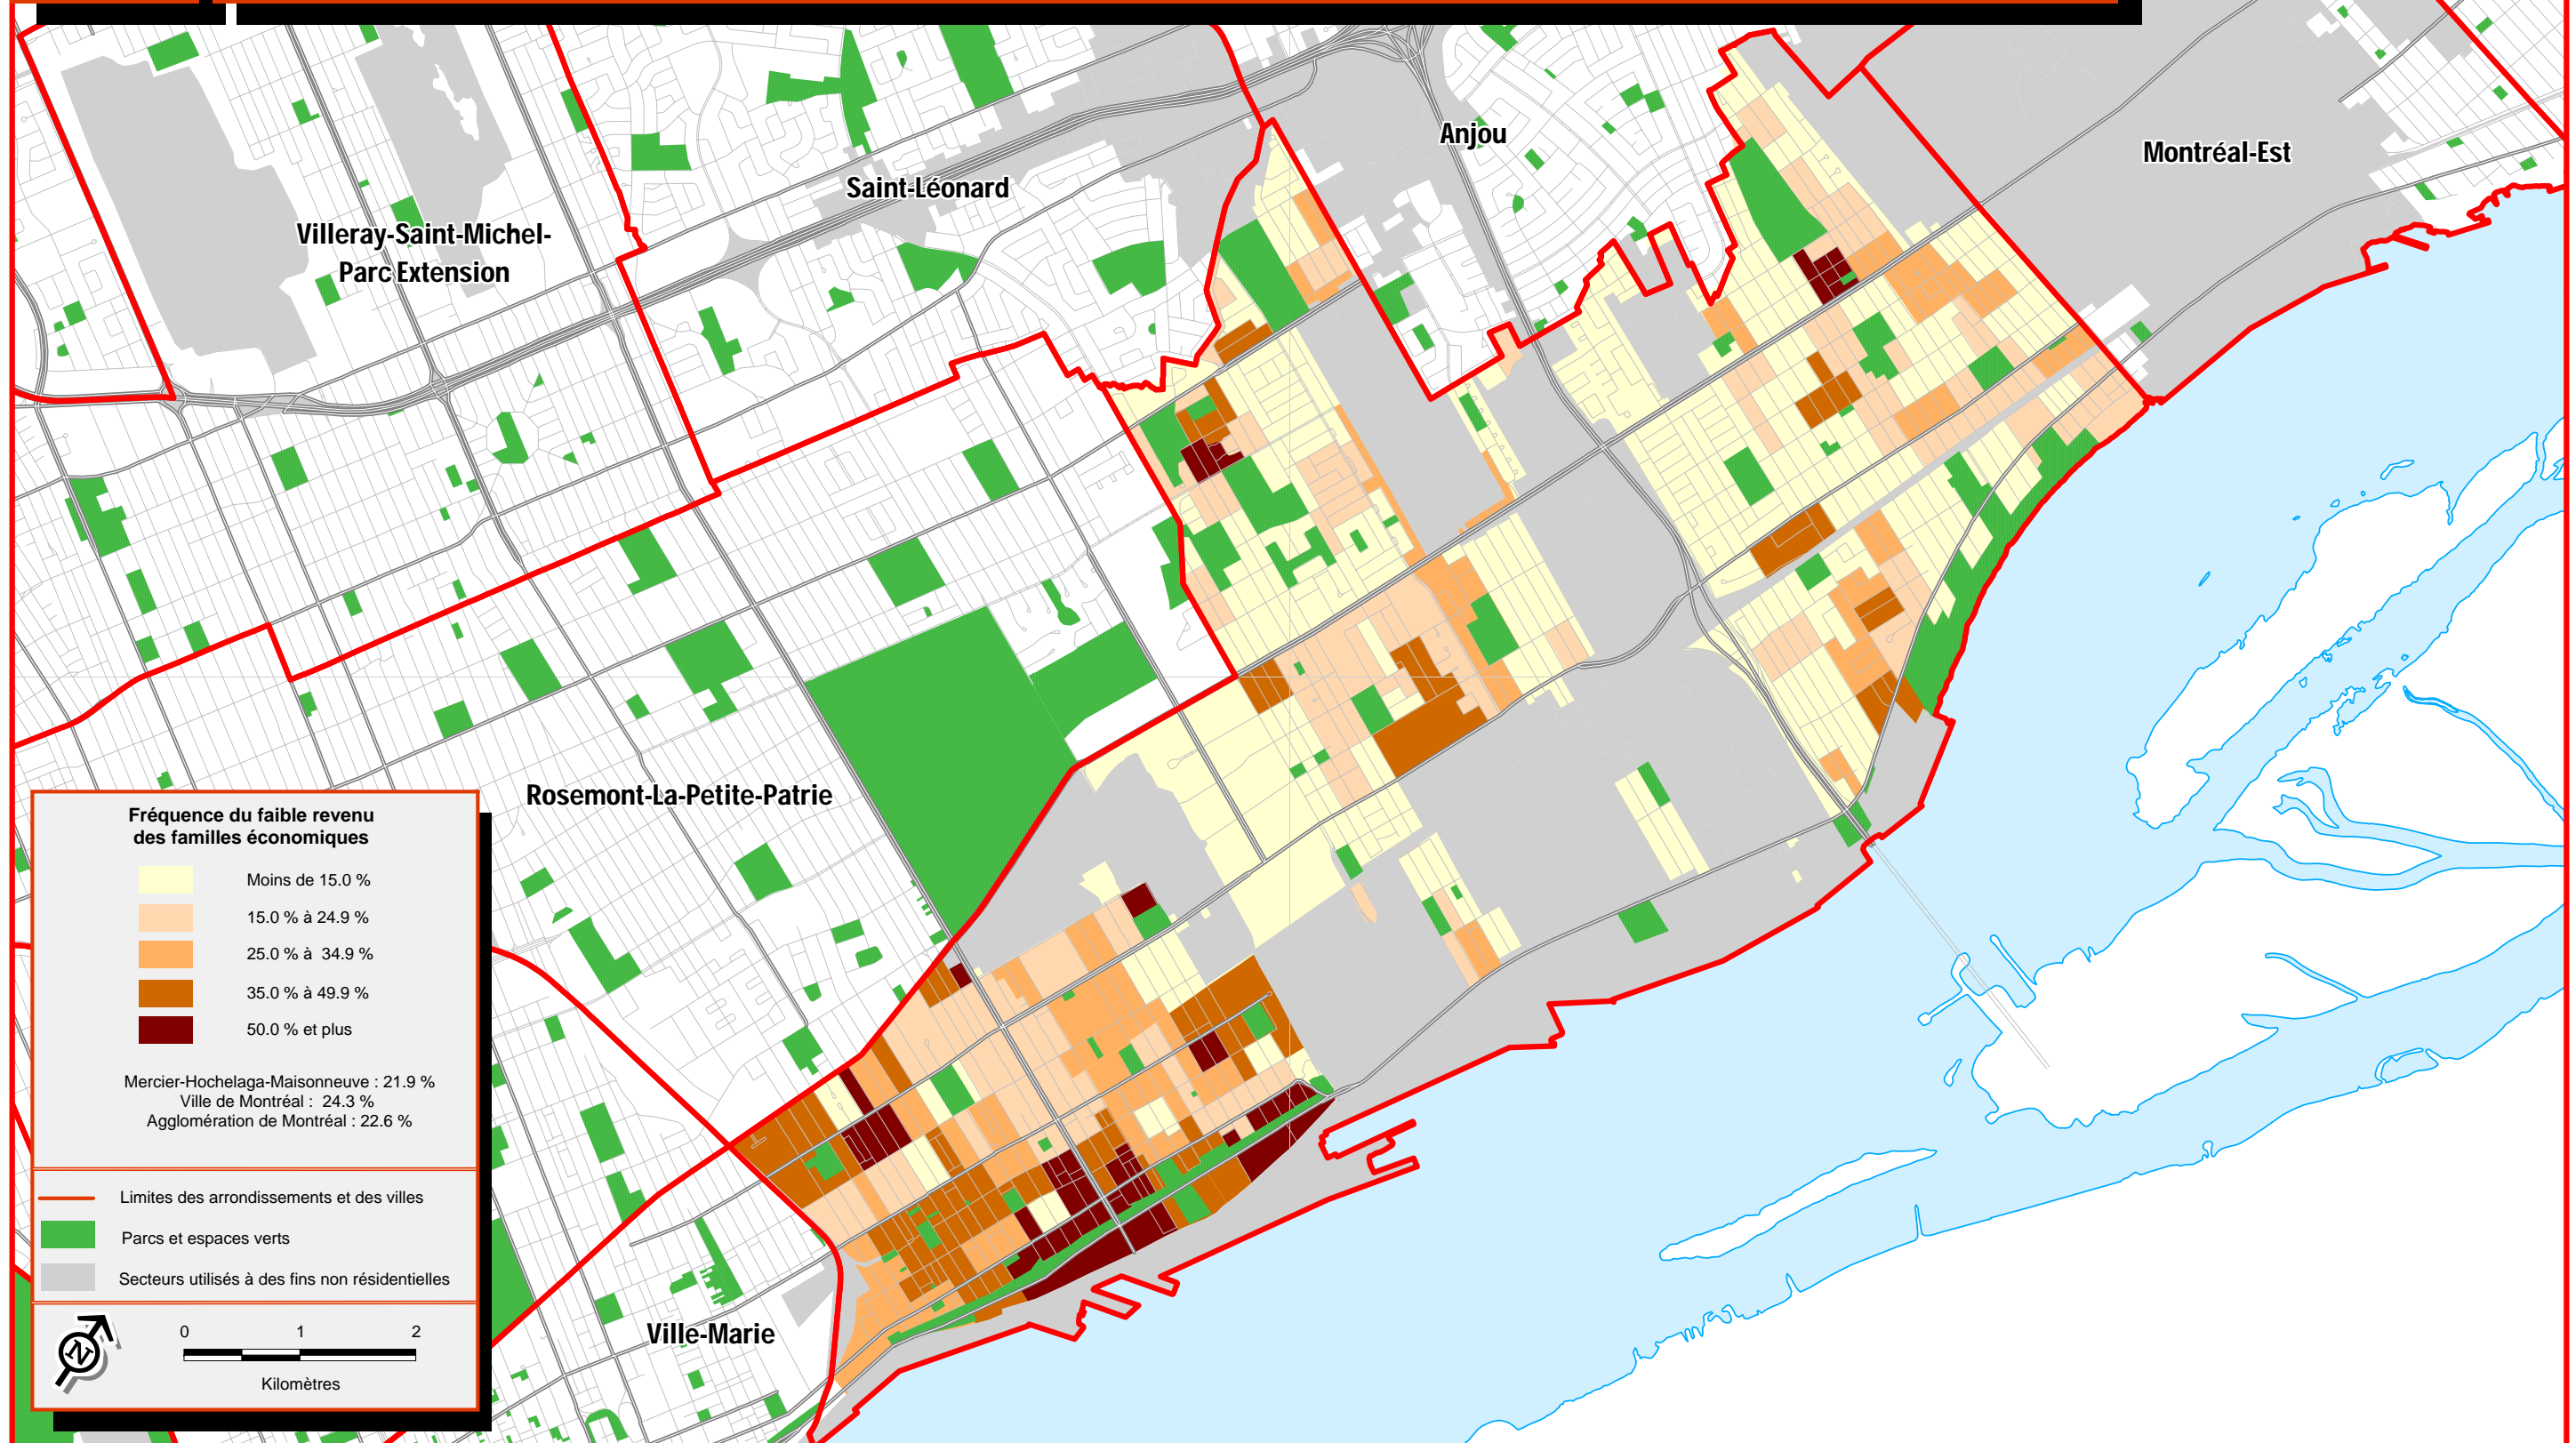 Anjou
Montréal-Est
Saint-Léonard
Villeray-Saint-Michel-
Parc Extension
Rosemont-La-Petite-Patrie
Ville-Marie
Fréquence du faible revenu
des familles économiques
Moins de 15.0 %
15.0 % à 24.9 %
25.0 % à 34.9 %
35.0 % à 49.9 %
50.0 % et plus
Mercier-Hochelaga-Maisonneuve : 21.9 %
Ville de Montréal : 24.3 %
Agglomération de Montréal : 22.6 %
Limites des arrondissements et des villes
Parcs et espaces verts
Secteurs utilisés à des fins non résidentielles
N
0 1 2
Kilomètres